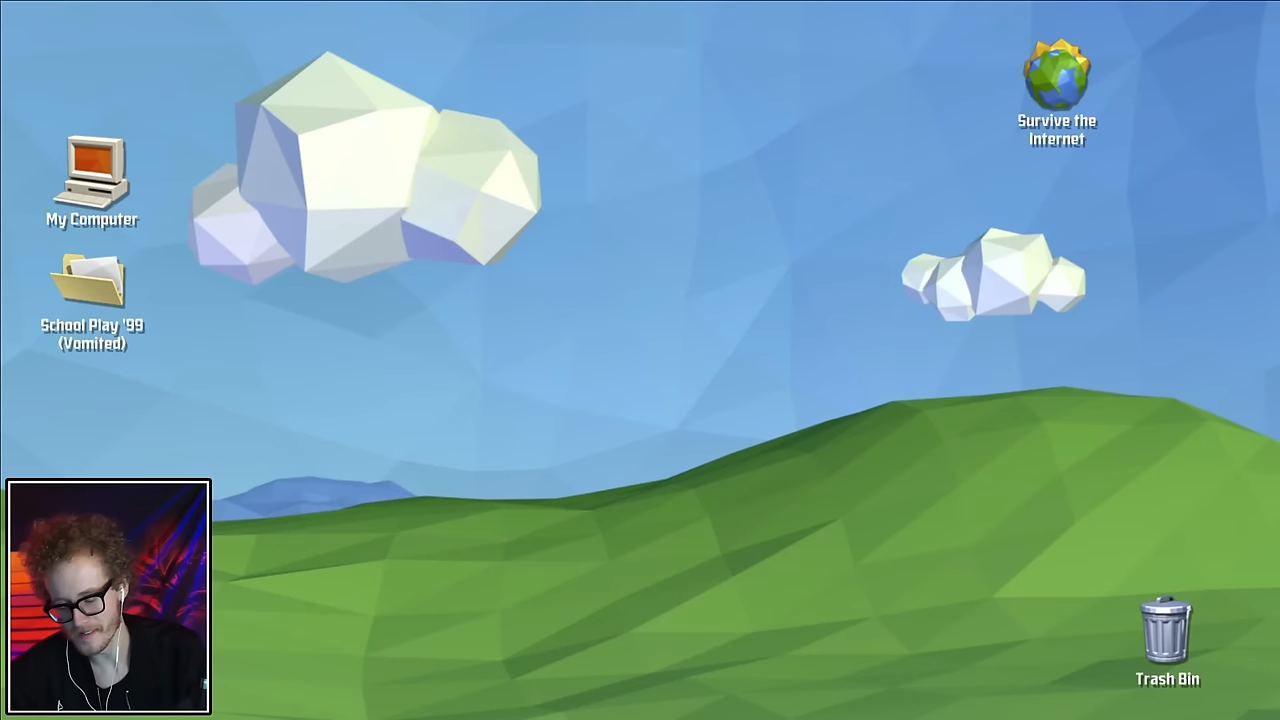 Survive the
Internet
My Computer
School Play '99
(Vomited)
Trash Bin